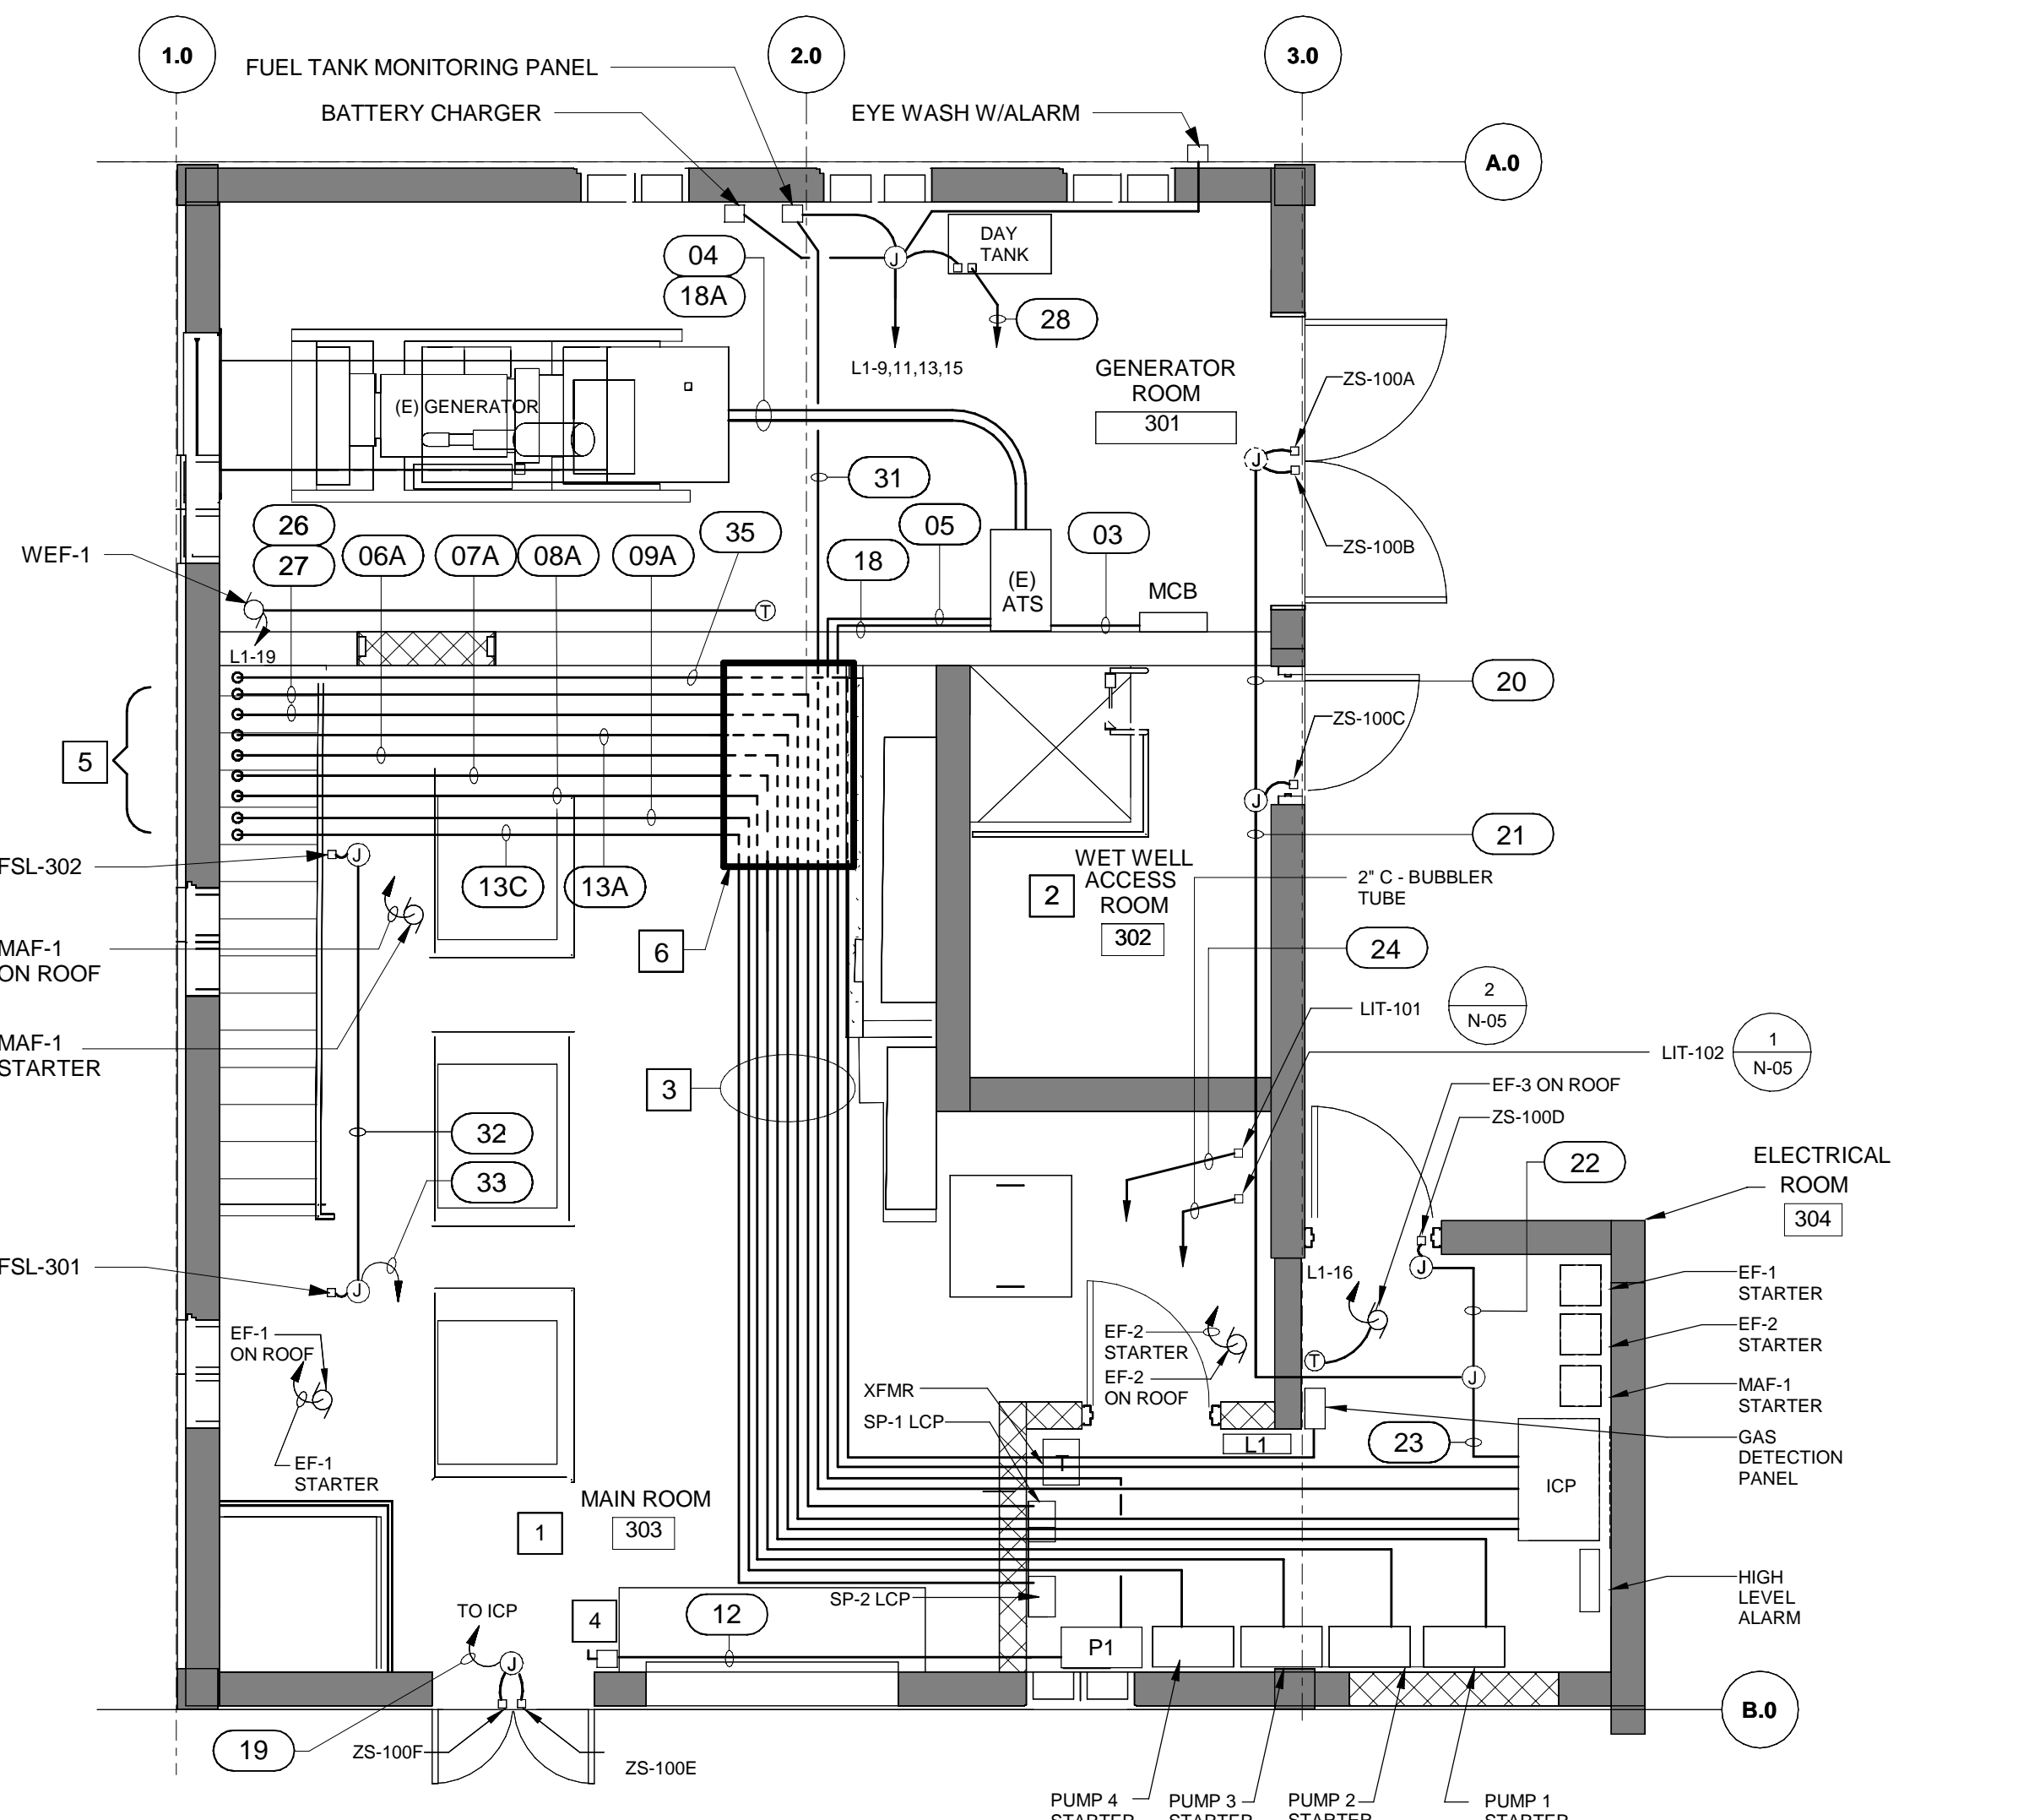 1.0
2.0
3.0
FUEL TANK MONITORING PANEL
BATTERY CHARGER
EYE WASH W/ALARM
A.0
DAY
TANK
04
18A
28
L1-9,11,13,15
GENERATOR
ROOM
301
ZS-100A
(E) GENERATOR
31
ZS-100B
26
27
06A
07A
08A
09A
35
18
05
03
WEF-1
(E)
ATS
MCB
T
L1-19
20
ZS-100C
5
21
J
J
J
FSL-302
J
13C
13A
WET WELL
ACCESS
ROOM
302
2
2" C - BUBBLER
TUBE
MAF-1
ON ROOF
6
24
LIT-101
2
N-05
MAF-1
STARTER
LIT-102
1
N-05
3
EF-3 ON ROOF
ZS-100D
32
33
22
ELECTRICAL
ROOM
304
FSL-301
J
L1-16
J
EF-1
STARTER
EF-1
ON ROOF
EF-2
STARTER
EF-2
STARTER
T
J
EF-2
ON ROOF
MAF-1
STARTER
XFMR
SP-1 LCP
T
L1
23
GAS
DETECTION
PANEL
EF-1
STARTER
ICP
MAIN ROOM
303
1
SP-2 LCP
HIGH
LEVEL
ALARM
TO ICP
4
12
J
P1
19
ZS-100F
ZS-100E
B.0
PUMP 4
STARTER
PUMP 3
STARTER
PUMP 2
STARTER
PUMP 1
STARTER